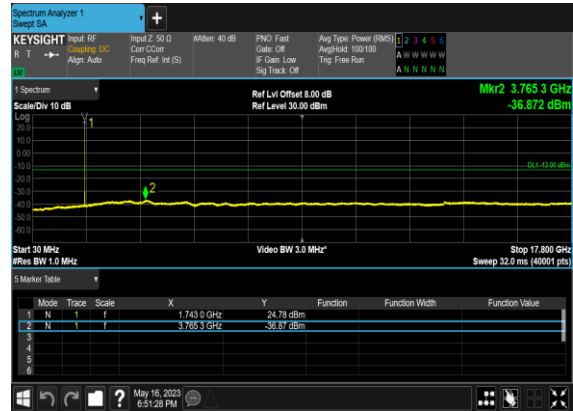 Spectrum Analyzer 1
Swept SA
+
KEYSIGHT Input: RF Input Z: 50 Ω #Atten: 40 dB PNO: Fast Avg Type: Power (RMS) 1 2 3 4 5 6
R T Coupling: DC Corr CCorr Gate: Off Avg|Hold: 100/100 A W W W W W
Align: Auto Freq Ref: Int (S) IF Gain: Low Trig: Free Run
LW Sig Track: Off A N N N N N
1 Spectrum Ref Lvl Offset 8.00 dB Mkr2 3.765 3 GHz
Scale/Div 10 dB Ref Level 30.00 dBm -36.872 dBm
Log
1
20.0
10.0
0.00
-10.0
DL1 -13.00 dBm
-20.0
-30.0 2
-40.0
-50.0
-60.0
Start 30 MHz Video BW 3.0 MHz* Stop 17.800 GHz
#Res BW 1.0 MHz Sweep 32.0 ms (40001 pts)
5 Marker Table
Mode Trace Scale X Y Function Function Width Function Value
1 N 1 f 1.743 0 GHz 24.78 dBm
2 N 1 f 3.765 3 GHz -36.87 dBm
3
4
5
6
? May 16, 2023
6:51:28 PM